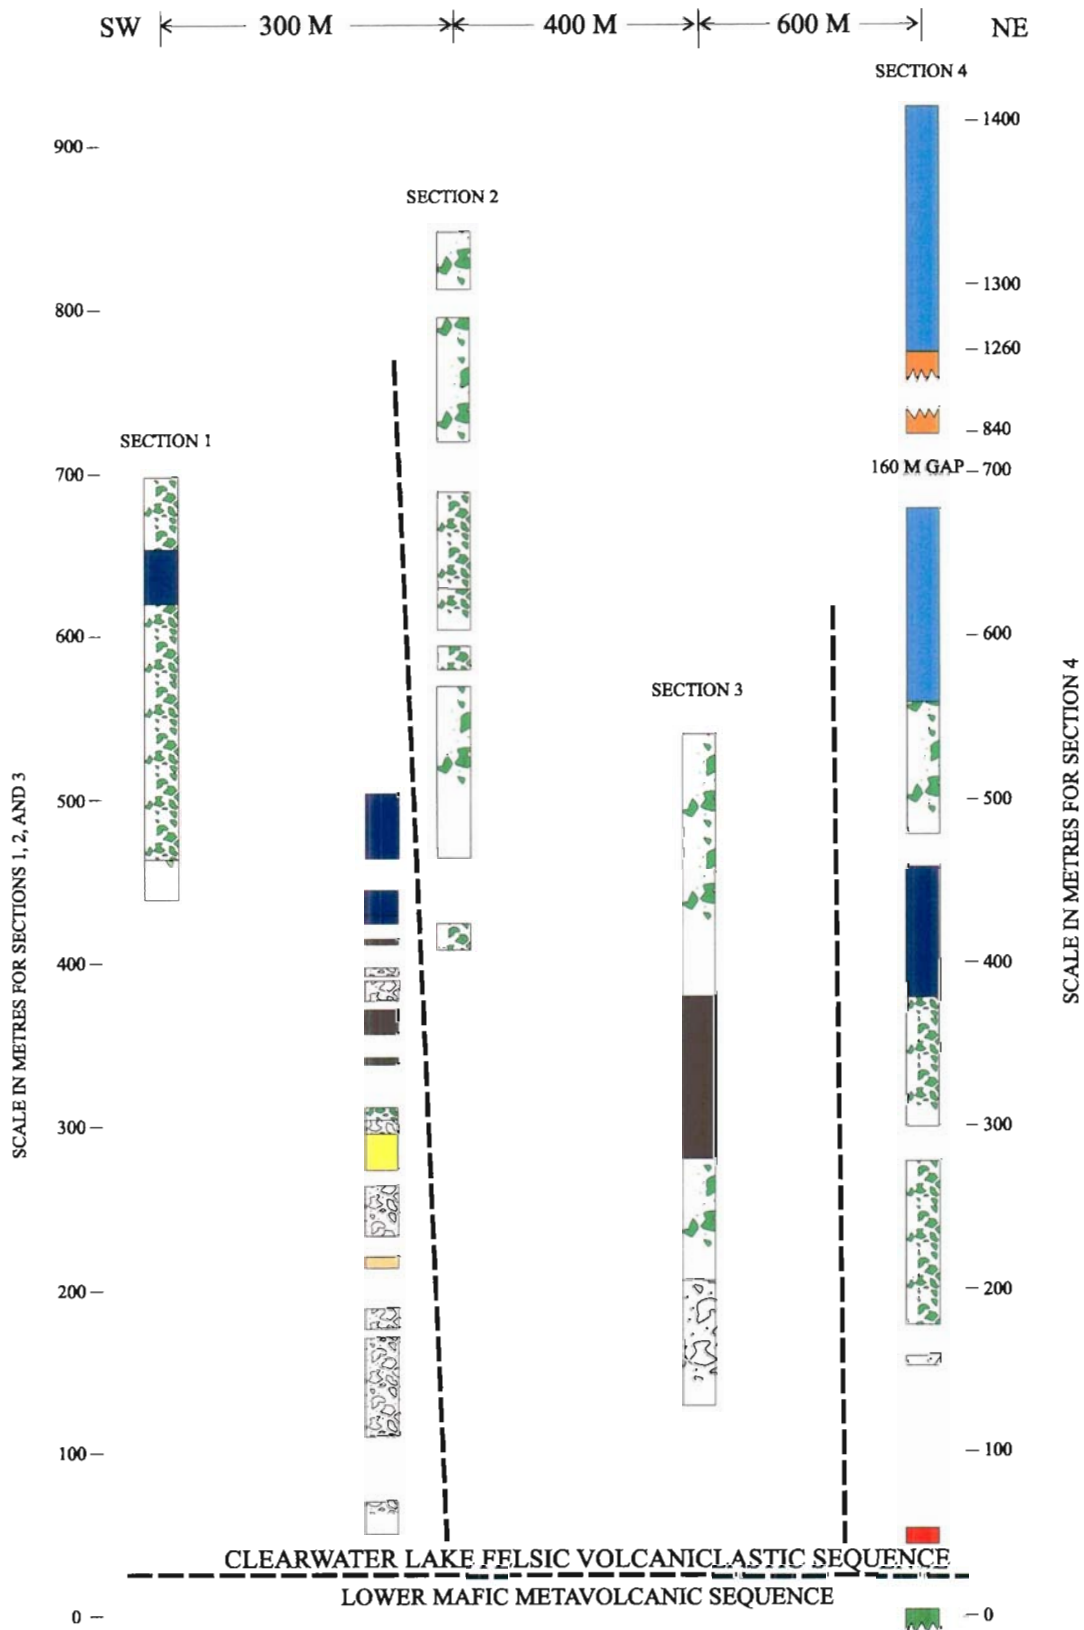 SW 300 M 400 M 600 M NE
SECTION 4
1400
900
SECTION 2
1300
800
1260
SECTION 1
840
700
160 M GAP 700
600
600
SECTION 3
500
500
SCALE IN METRES FOR SECTIONS 1, 2, AND 3
SCALE IN METRES FOR SECTION 4
400
400
300
300
200
200
100
100
CLEARWATER LAKE FELSIC VOLCANICLASTIC SEQUENCE
LOWER MAFIC METAVOLCANIC SEQUENCE
0
0